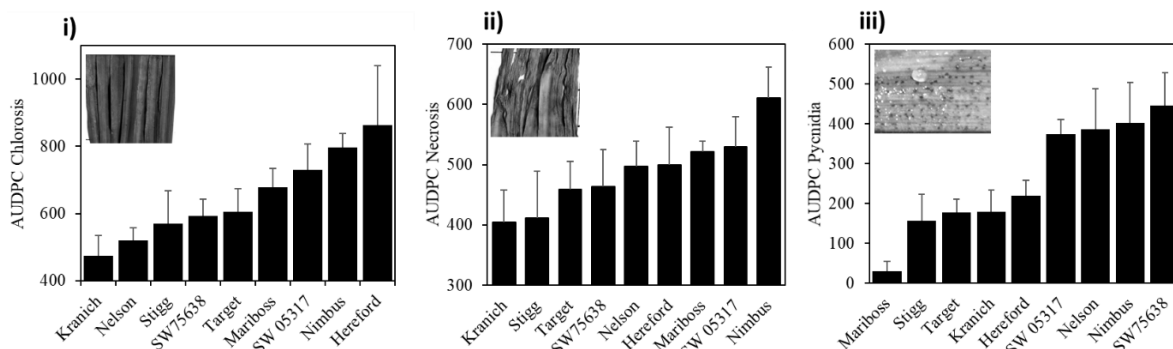 i)
AUDPC Chlorosis
1000
800
600
400
Kranich
Nelson
Stigg
SW75638
Target
Mariboss
SW 05317
Nimbus
Hereford
ii)
AUDPC Necrosis
700
600
500
400
300
Kranich
Stigg
Target
SW75638
Nelson
Hereford
Mariboss
SW 05317
Nimbus
iii)
AUDPC Pycnidia
600
500
400
300
200
100
0
Mariboss
Stigg
Target
Kranich
Hereford
SW 05317
Nelson
Nimbus
SW75638